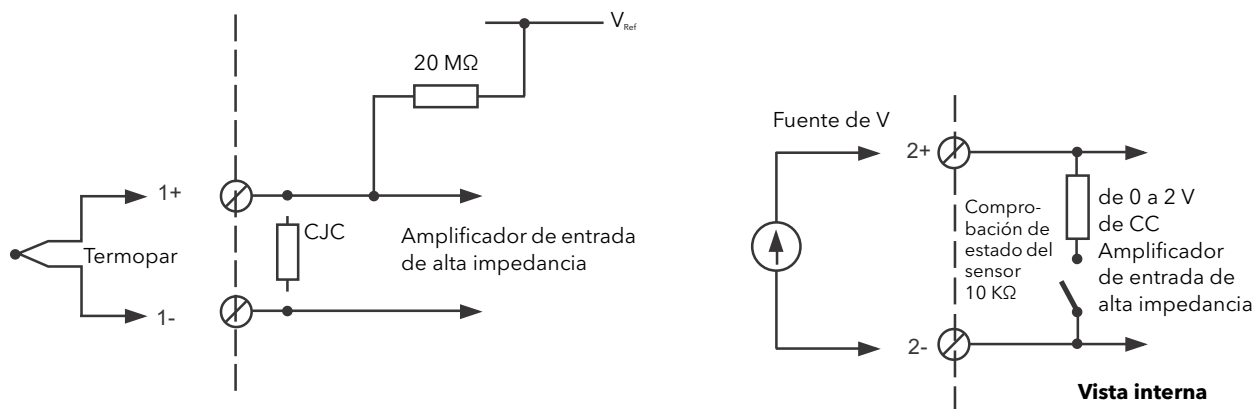 V Ref
20 MΩ
1+
Termopar
CJC
Amplificador de entrada
de alta impedancia
1-
Fuente de V
2+
Compro-
bación de
estado del
sensor
10 KΩ
de 0 a 2 V
de CC
Amplificador
de entrada de
alta impedancia
2-
Vista interna